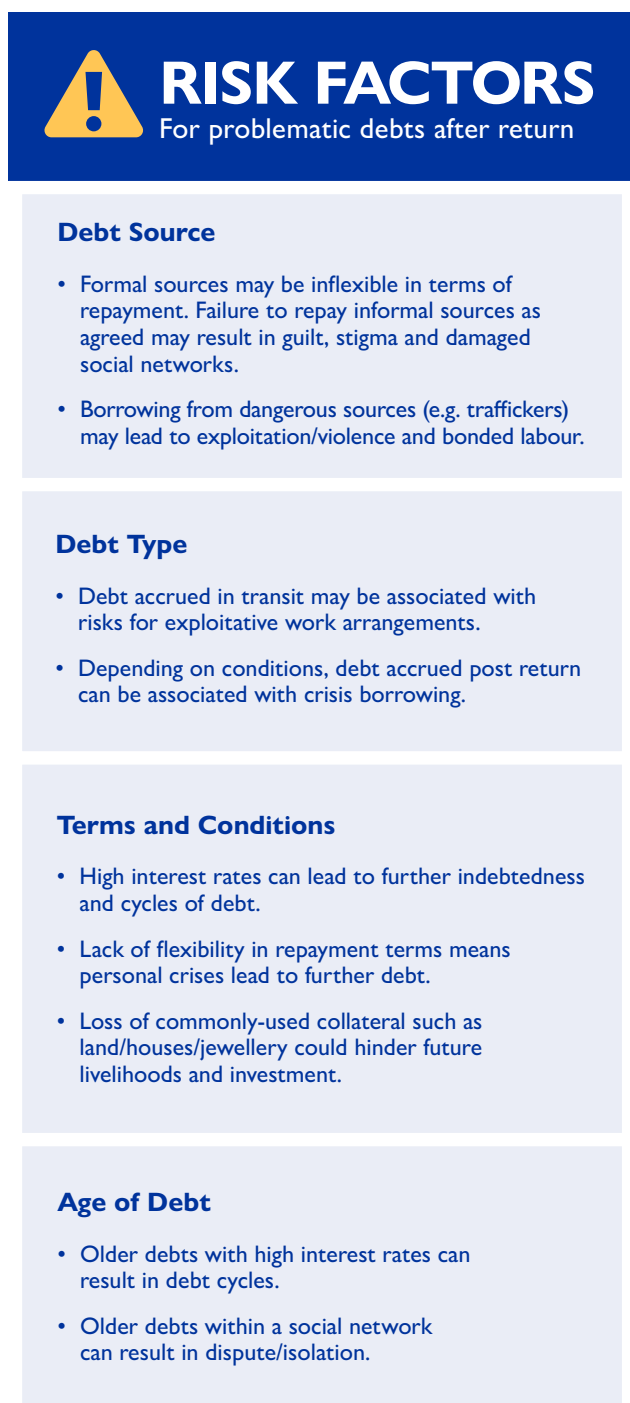 RISK FACTORS
For problematic debts after return
Debt Source
• Formal sources may be inflexible in terms of
repayment. Failure to repay informal sources as
agreed may result in guilt, stigma and damaged
social networks.
• Borrowing from dangerous sources (e.g. traffickers)
may lead to exploitation/violence and bonded labour.
Debt Type
• Debt accrued in transit may be associated with
risks for exploitative work arrangements.
• Depending on conditions, debt accrued post return
can be associated with crisis borrowing.
Terms and Conditions
• High interest rates can lead to further indebtedness
and cycles of debt.
• Lack of flexibility in repayment terms means
personal crises lead to further debt.
• Loss of commonly-used collateral such as
land/houses/jewellery could hinder future
livelihoods and investment.
Age of Debt
• Older debts with high interest rates can
result in debt cycles.
• Older debts within a social network
can result in dispute/isolation.